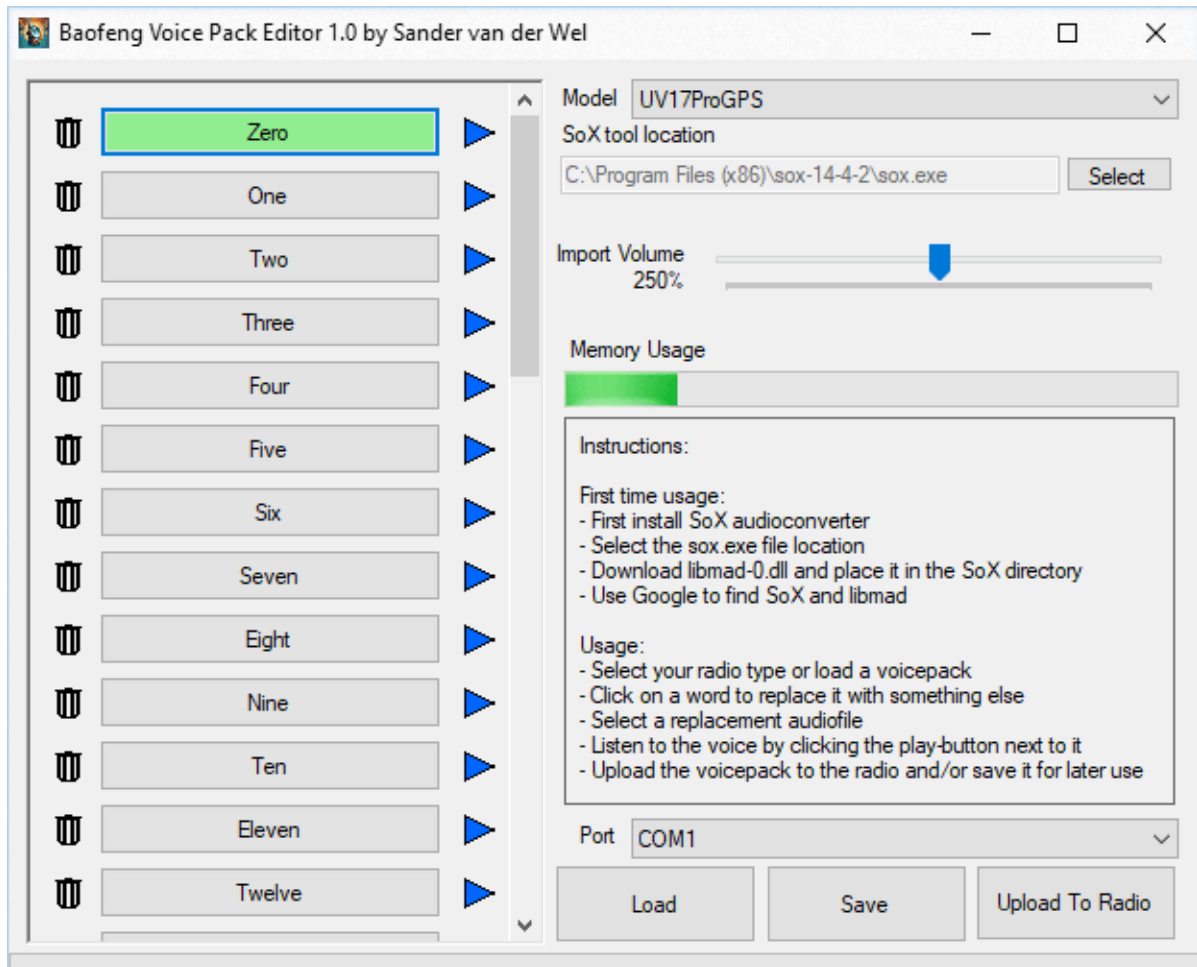 Baofeng Voice Pack Editor 1.0 by Sander van der Wel
Zero
One
Two
Three
Four
Five
Six
Seven
Eight
Nine
Ten
Eleven
Twelve
Model UV17ProGPS
SoX tool location
C:\Program Files (x86)\sox-14-4-2\sox.exe Select
Import Volume
250%
Memory Usage
Instructions:
First time usage:
- First install SoX audioconverter
- Select the sox.exe file location
- Download libmad-0.dll and place it in the SoX directory
- Use Google to find SoX and libmad
Usage:
- Select your radio type or load a voicepack
- Click on a word to replace it with something else
- Select a replacement audiofile
- Listen to the voice by clicking the play-button next to it
- Upload the voicepack to the radio and/or save it for later use
Port COM1
Load Save Upload To Radio